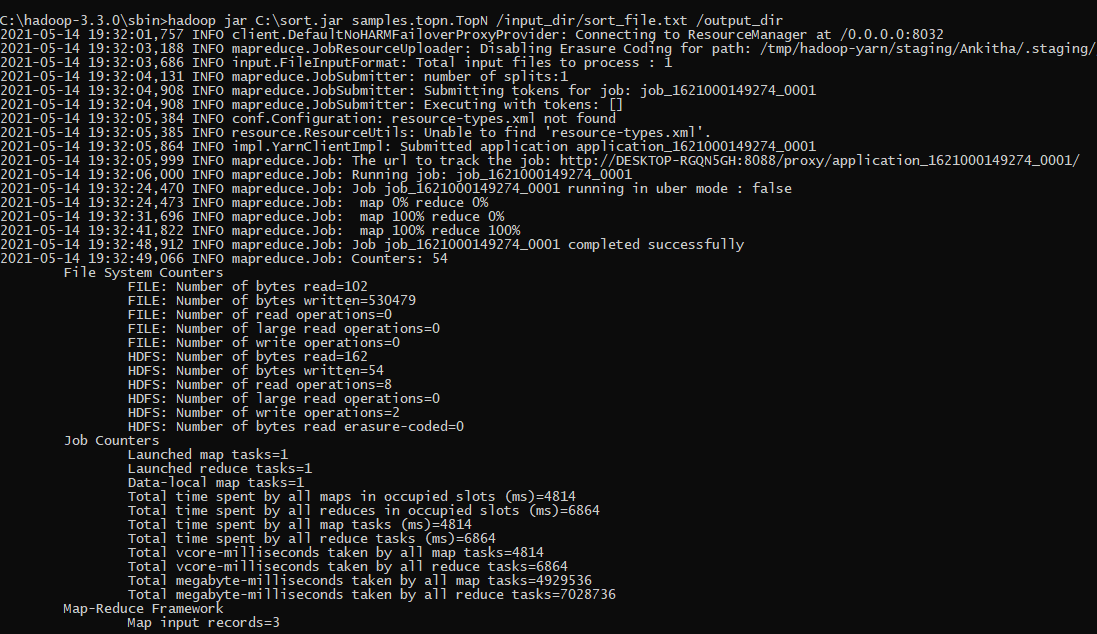 C:\hadoop-3.3.0\sbin>hadoop jar C:\sort.jar samples.topn.TopN /input_dir/sort_file.txt /output_dir
2021-05-14 19:32:01,757 INFO client.DefaultNoHARMFailoverProxyProvider: Connecting to ResourceManager at /0.0.0.0:8032
2021-05-14 19:32:03,188 INFO mapreduce.JobResourceUploader: Disabling Erasure Coding for path: /tmp/hadoop-yarn/staging/Ankitha/.staging/
2021-05-14 19:32:03,686 INFO input.FileInputFormat: Total input files to process : 1
2021-05-14 19:32:04,131 INFO mapreduce.JobSubmitter: number of splits:1
2021-05-14 19:32:04,908 INFO mapreduce.JobSubmitter: Submitting tokens for job: job_1621000149274_0001
2021-05-14 19:32:04,908 INFO mapreduce.JobSubmitter: Executing with tokens: []
2021-05-14 19:32:05,384 INFO conf.Configuration: resource-types.xml not found
2021-05-14 19:32:05,385 INFO resource.ResourceUtils: Unable to find 'resource-types.xml'.
2021-05-14 19:32:05,864 INFO impl.YarnClientImpl: Submitted application application_1621000149274_0001
2021-05-14 19:32:05,999 INFO mapreduce.Job: The url to track the job: http://DESKTOP-RGQN5GH:8088/proxy/application_1621000149274_0001/
2021-05-14 19:32:06,000 INFO mapreduce.Job: Running job: job_1621000149274_0001
2021-05-14 19:32:24,470 INFO mapreduce.Job: Job job_1621000149274_0001 running in uber mode : false
2021-05-14 19:32:24,473 INFO mapreduce.Job:  map 0% reduce 0%
2021-05-14 19:32:31,696 INFO mapreduce.Job:  map 100% reduce 0%
2021-05-14 19:32:41,822 INFO mapreduce.Job:  map 100% reduce 100%
2021-05-14 19:32:48,912 INFO mapreduce.Job: Job job_1621000149274_0001 completed successfully
2021-05-14 19:32:49,066 INFO mapreduce.Job: Counters: 54
File System Counters
FILE: Number of bytes read=102
FILE: Number of bytes written=530479
FILE: Number of read operations=0
FILE: Number of large read operations=0
FILE: Number of write operations=0
HDFS: Number of bytes read=162
HDFS: Number of bytes written=54
HDFS: Number of read operations=8
HDFS: Number of large read operations=0
HDFS: Number of write operations=2
HDFS: Number of bytes read erasure-coded=0
Job Counters
Launched map tasks=1
Launched reduce tasks=1
Data-local map tasks=1
Total time spent by all maps in occupied slots (ms)=4814
Total time spent by all reduces in occupied slots (ms)=6864
Total time spent by all map tasks (ms)=4814
Total time spent by all reduce tasks (ms)=6864
Total vcore-milliseconds taken by all map tasks=4814
Total vcore-milliseconds taken by all reduce tasks=6864
Total megabyte-milliseconds taken by all map tasks=4929536
Total megabyte-milliseconds taken by all reduce tasks=7028736
Map-Reduce Framework
Map input records=3